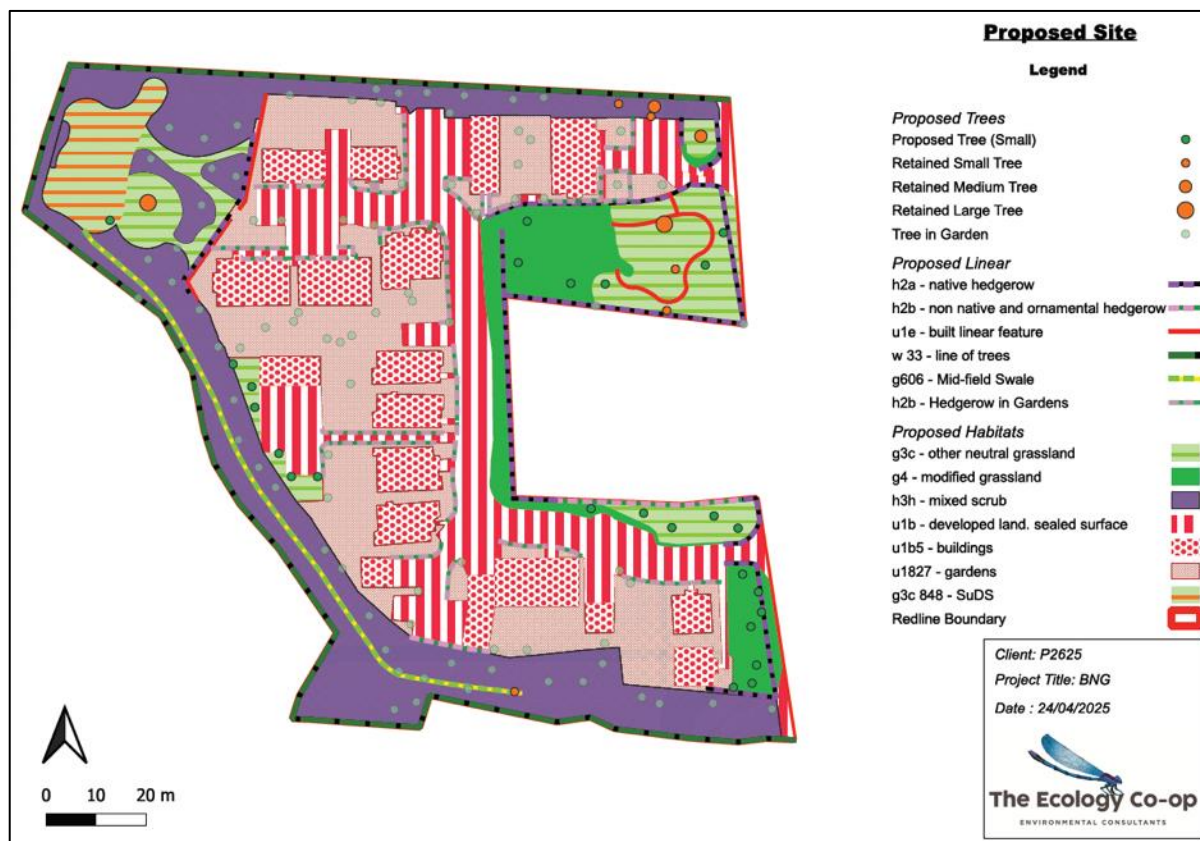 Proposed Site
Legend
Proposed Trees
Proposed Tree (Small)
Retained Small Tree
Retained Medium Tree
Retained Large Tree
Tree in Garden
Proposed Linear
h2a - native hedgerow
h2b - non native and ornamental hedgerow
u1e - built linear feature
w 33 - line of trees
g606 - Mid-field Swale
h2b - Hedgerow in Gardens
Proposed Habitats
g3c - other neutral grassland
g4 - modified grassland
h3h - mixed scrub
u1b - developed land. sealed surface
u1b5 - buildings
u1827 - gardens
g3c 848 - SuDS
Redline Boundary
Client: P2625
Project Title: BNG
Date : 24/04/2025
The Ecology Co-op
ENVIRONMENTAL CONSULTANTS
0 10 20 m